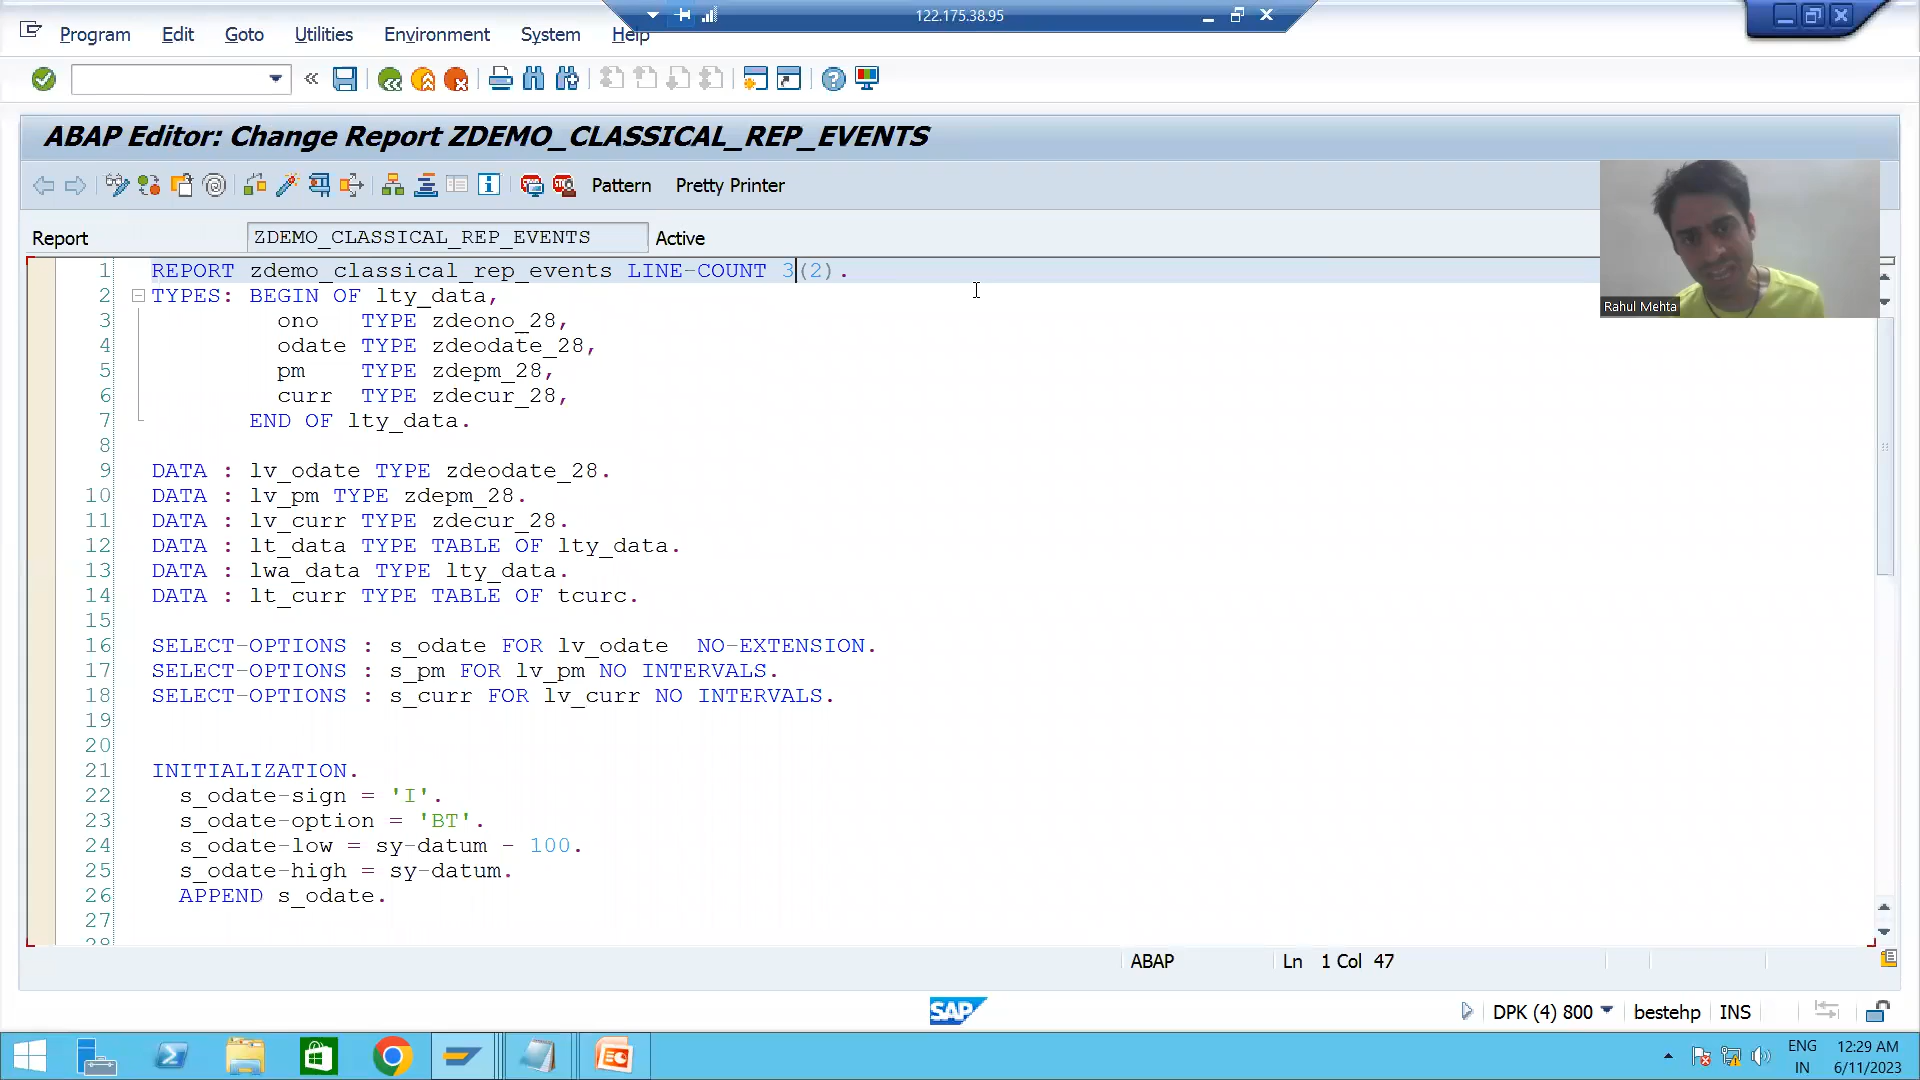 122.175.38.95
Program Edit Goto Utilities Environment System Help
ABAP Editor: Change Report ZDEMO_CLASSICAL_REP_EVENTS
Pattern Pretty Printer
Report ZDEMO_CLASSICAL_REP_EVENTS Active
Rahul Mehta
1 REPORT zdemo_classical_rep_events LINE-COUNT 3(2).
2 TYPES: BEGIN OF lty_data,
3 ono TYPE zdeono_28,
4 odate TYPE zdeodate_28,
5 pm TYPE zdepm_28,
6 curr TYPE zdecur_28,
7 END OF lty_data.
8
9 DATA : lv_odate TYPE zdeodate_28.
10 DATA : lv_pm TYPE zdepm_28.
11 DATA : lv_curr TYPE zdecur_28.
12 DATA : lt_data TYPE TABLE OF lty_data.
13 DATA : lwa_data TYPE lty_data.
14 DATA : lt_curr TYPE TABLE OF tcurc.
15
16 SELECT-OPTIONS : s_odate FOR lv_odate NO-EXTENSION.
17 SELECT-OPTIONS : s_pm FOR lv_pm NO INTERVALS.
18 SELECT-OPTIONS : s_curr FOR lv_curr NO INTERVALS.
19
20
21 INITIALIZATION.
22 s_odate-sign = 'I'.
23 s_odate-option = 'BT'.
24 s_odate-low = sy-datum - 100.
25 s_odate-high = sy-datum.
26 APPEND s_odate.
27
28
ABAP Ln 1 Col 47
SAP DPK (4) 800 bestehp INS
ENG 12:29 AM
IN 6/11/2023